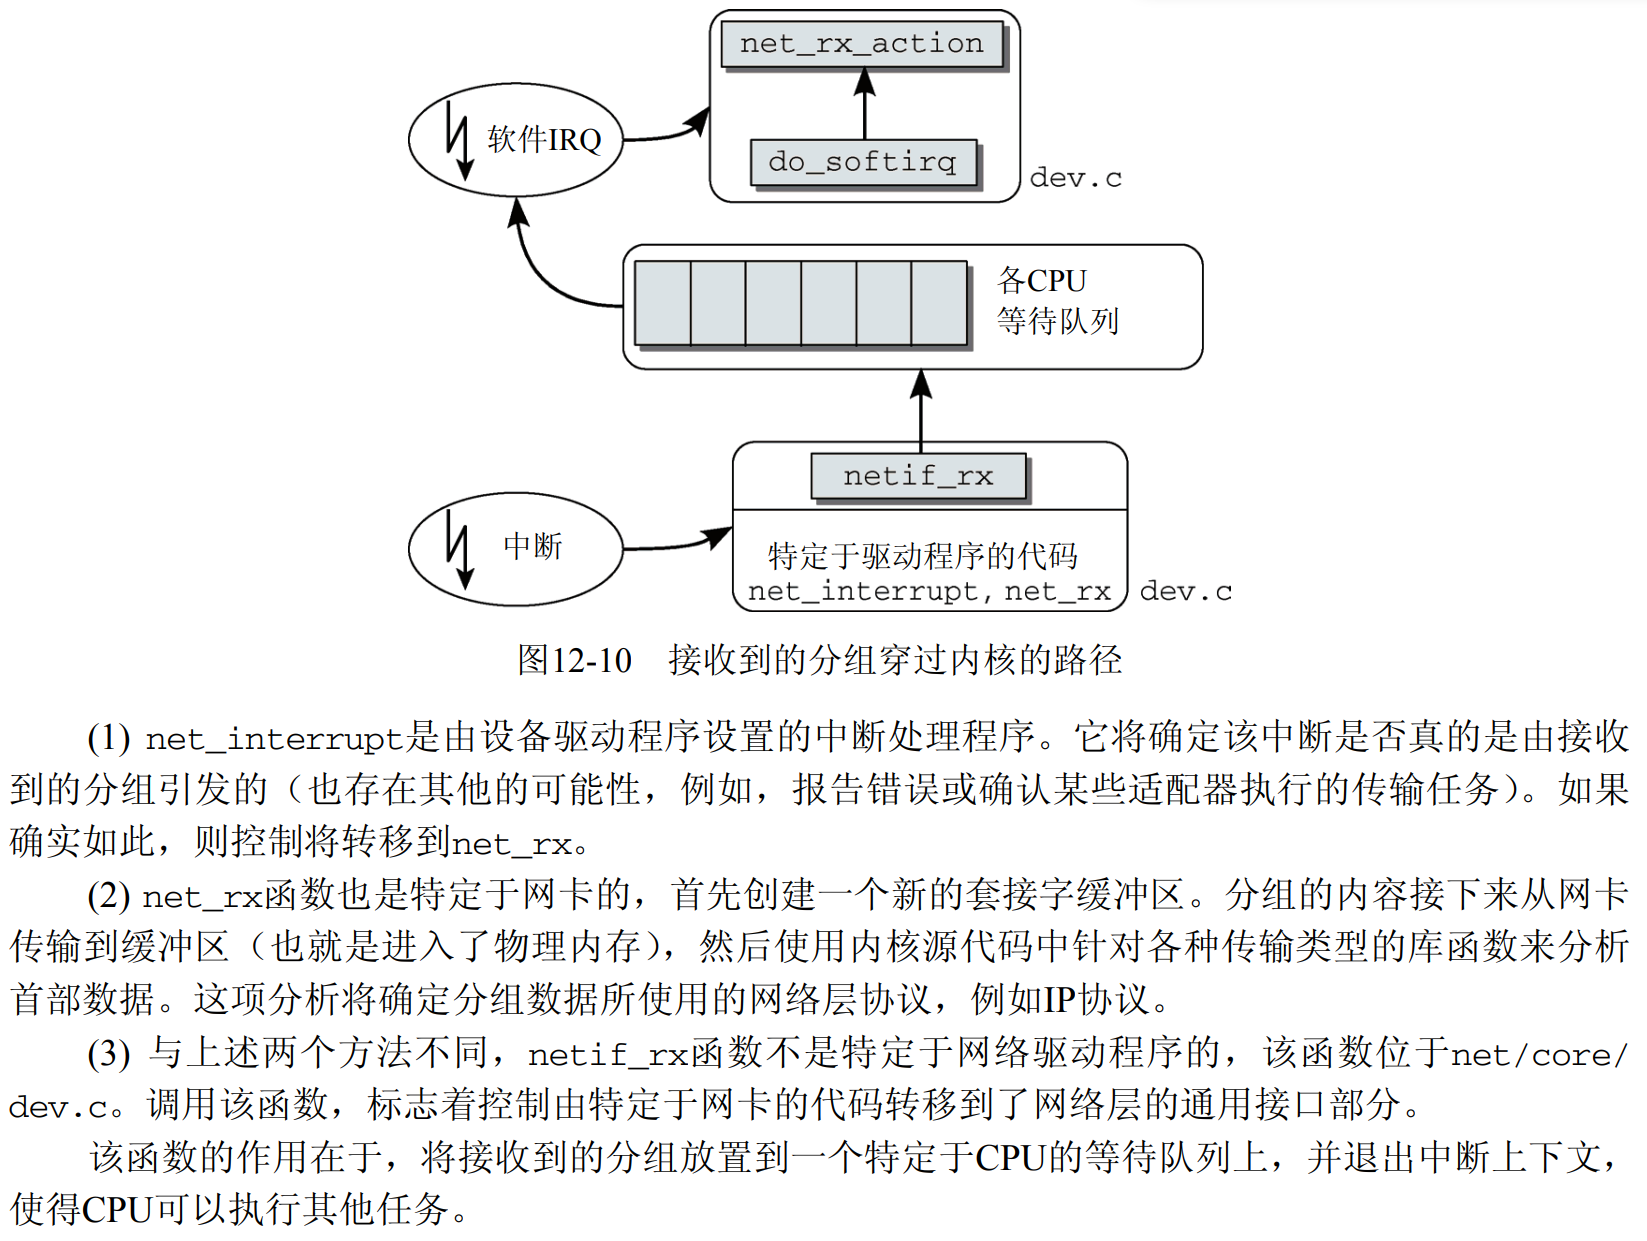 net_rx_action
软件IRQ
do_softirq
dev.c
各CPU
等待队列
netif_rx
中断
特定于驱动程序的代码
net_interrupt, net_rx
dev.c
图12-10 接收到的分组穿过内核的路径
(1) net_interrupt是由设备驱动程序设置的中断处理程序。它将确定该中断是否真的是由接收
到的分组引发的（也存在其他的可能性，例如，报告错误或确认某些适配器执行的传输任务）。如果
确实如此，则控制将转移到net_rx。
(2) net_rx函数也是特定于网卡的，首先创建一个新的套接字缓冲区。分组的内容接下来从网卡
传输到缓冲区（也就是进入了物理内存），然后使用内核源代码中针对各种传输类型的库函数来分析
首部数据。这项分析将确定分组数据所使用的网络层协议，例如IP协议。
(3) 与上述两个方法不同，netif_rx函数不是特定于网络驱动程序的，该函数位于net/core/
dev.c。调用该函数，标志着控制由特定于网卡的代码转移到了网络层的通用接口部分。
该函数的作用在于，将接收到的分组放置到一个特定于CPU的等待队列上，并退出中断上下文，
使得CPU可以执行其他任务。